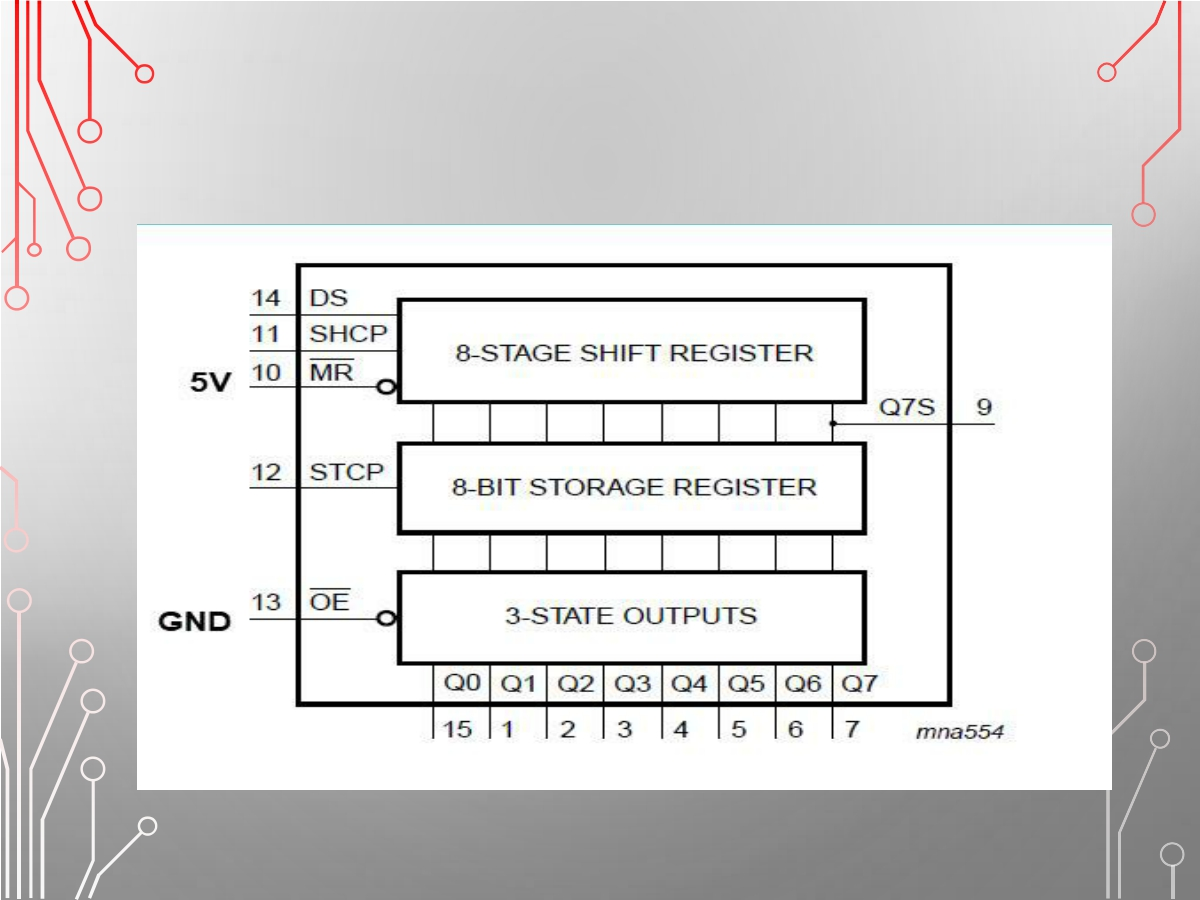 14 DS
11 SHCP
8-STAGE SHIFT REGISTER
5V 10 M̅R̅
Q7S 9
12 STCP
8-BIT STORAGE REGISTER
13 O̅E̅
GND
3-STATE OUTPUTS
Q0 Q1 Q2 Q3 Q4 Q5 Q6 Q7
15 1 2 3 4 5 6 7
mna554